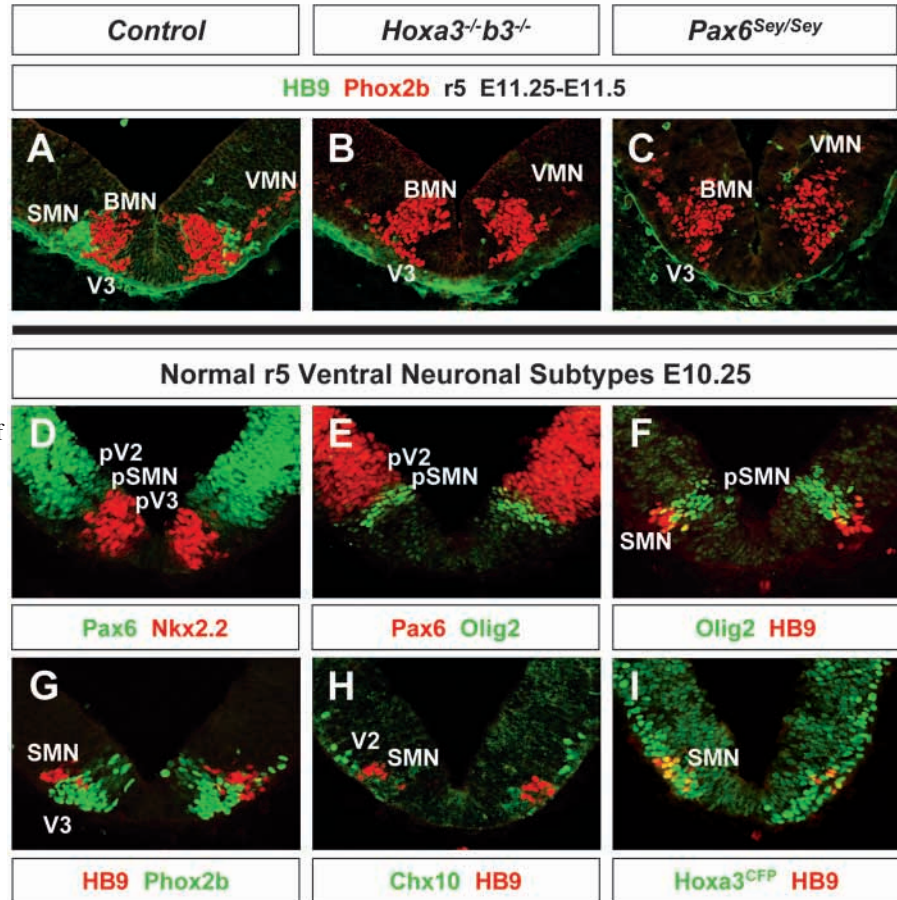 Control Hoxa3-/-b3-/- Pax6Sey/Sey
HB9 Phox2b r5 E11.25-E11.5
A B C
VMN VMN VMN
BMN BMN BMN
SMN
V3 V3 V3
Normal r5 Ventral Neuronal Subtypes E10.25
f
D E F
pV2 pV2
pSMN pSMN pSMN
pV3
SMN
Pax6 Nkx2.2 Pax6 Olig2 Olig2 HB9
G H I
SMN V2 SMN SMN
V3
HB9 Phox2b Chx10 HB9 Hoxa3CFP HB9